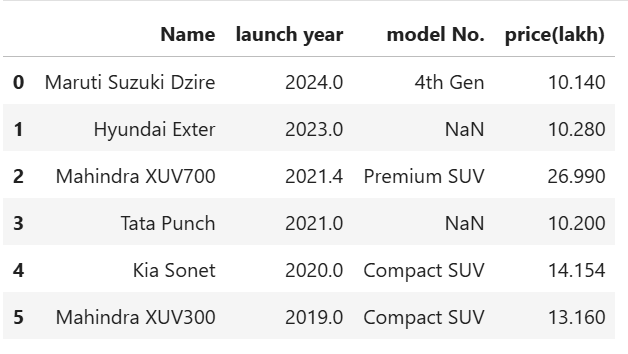 Name launch year model No. price(lakh)
0 Maruti Suzuki Dzire 2024.0 4th Gen 10.140
1 Hyundai Exter 2023.0 NaN 10.280
2 Mahindra XUV700 2021.4 Premium SUV 26.990
3 Tata Punch 2021.0 NaN 10.200
4 Kia Sonet 2020.0 Compact SUV 14.154
5 Mahindra XUV300 2019.0 Compact SUV 13.160